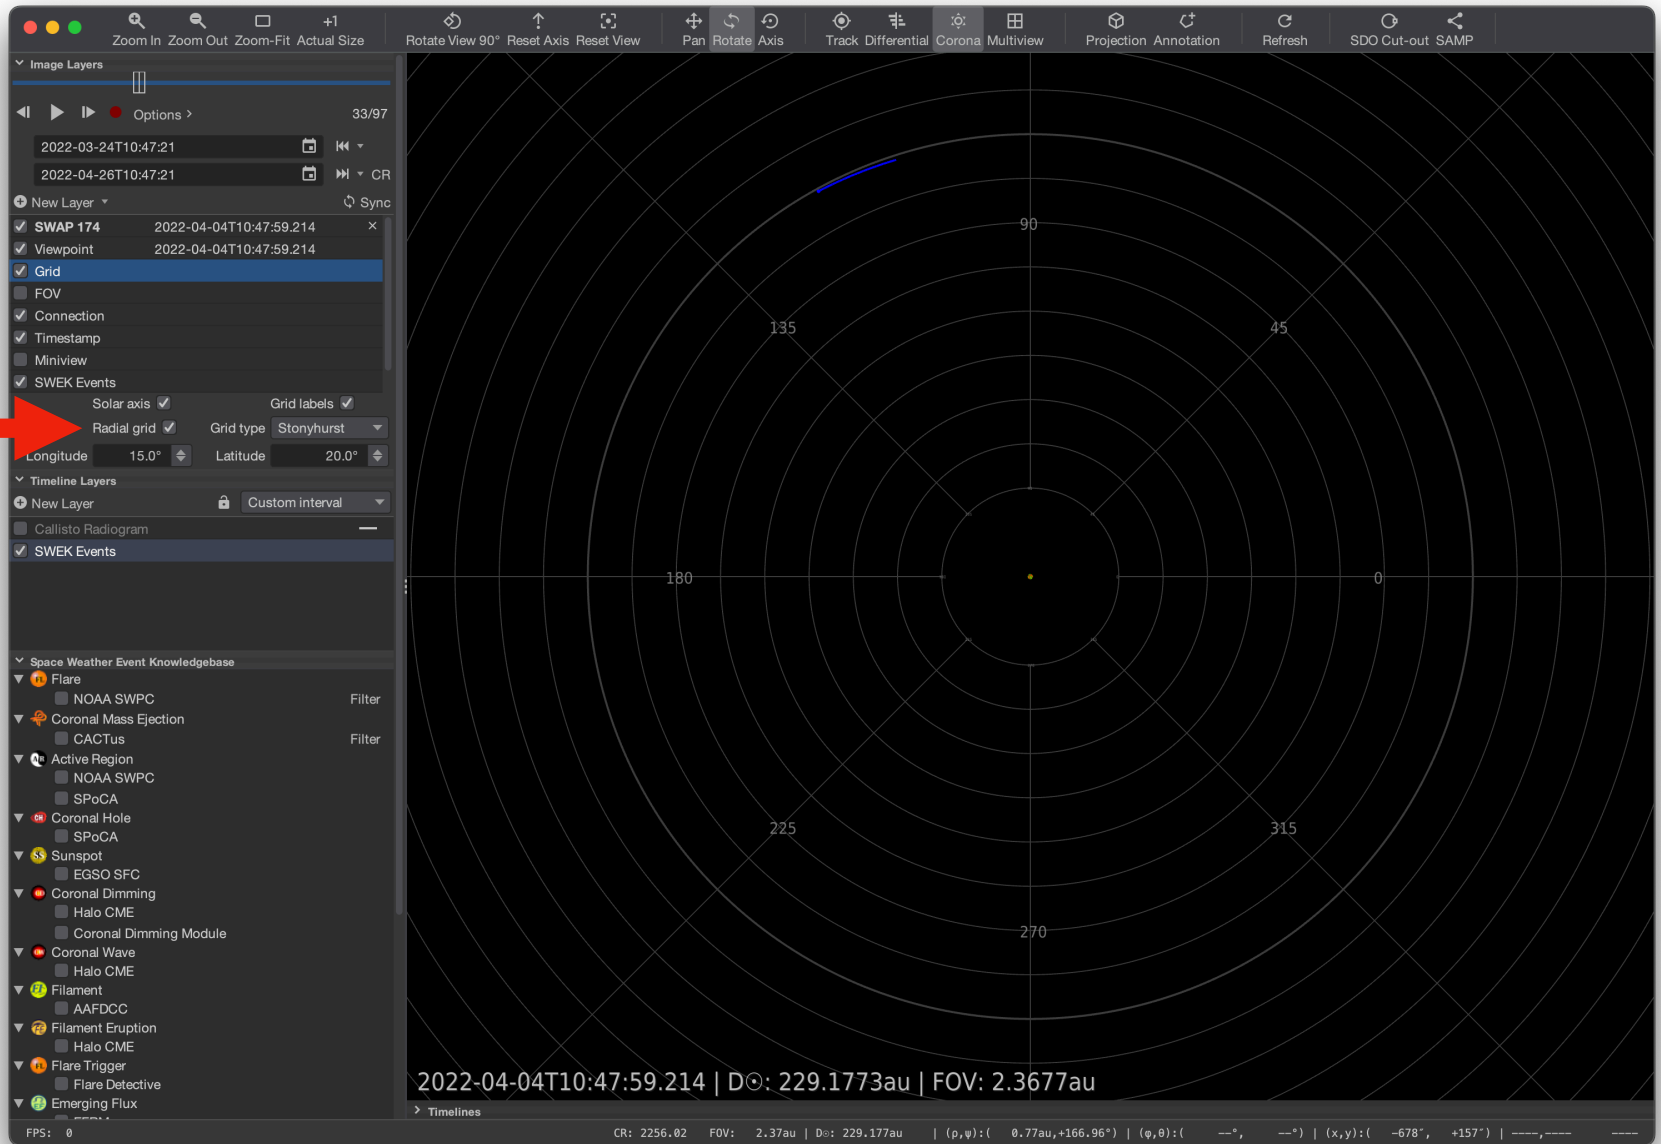 Zoom In Zoom Out Zoom-Fit Actual Size Rotate View 90° Reset Axis Reset View Pan Rotate Axis Track Differential Corona Multiview Projection Annotation Refresh SDO Cut-out SAMP
Image Layers
Options >
33/97
2022-03-24T10:47:21
2022-04-26T10:47:21
CR
New Layer
Sync
SWAP 174 2022-04-04T10:47:59.214
Viewpoint 2022-04-04T10:47:59.214
Grid
FOV
Connection
Timestamp
Miniview
SWEK Events
Solar axis Grid labels
Radial grid Grid type Stonyhurst
Longitude 15.0° Latitude 20.0°
Timeline Layers
New Layer Custom interval
Callisto Radiogram
SWEK Events
Space Weather Event Knowledgebase
Flare
NOAA SWPC Filter
Coronal Mass Ejection
CACTus Filter
Active Region
NOAA SWPC
SPoCA
Coronal Hole
SPoCA
Sunspot
EGSO SFC
Coronal Dimming
Halo CME
Coronal Dimming Module
Coronal Wave
Halo CME
Filament
AAFDCC
Filament Eruption
Halo CME
Flare Trigger
Flare Detective
Emerging Flux
90
135
45
180
0
225
315
270
2022-04-04T10:47:59.214 | D☉: 229.1773au | FOV: 2.3677au
Timelines
FPS: 0
CR: 2256.02 FOV: 2.37au | D☉: 229.177au | (ρ,ψ):( 0.77au,+166.96°) | (φ,θ):( --°, --°) | (x,y):( -678″, +157″) | ----,---- ----